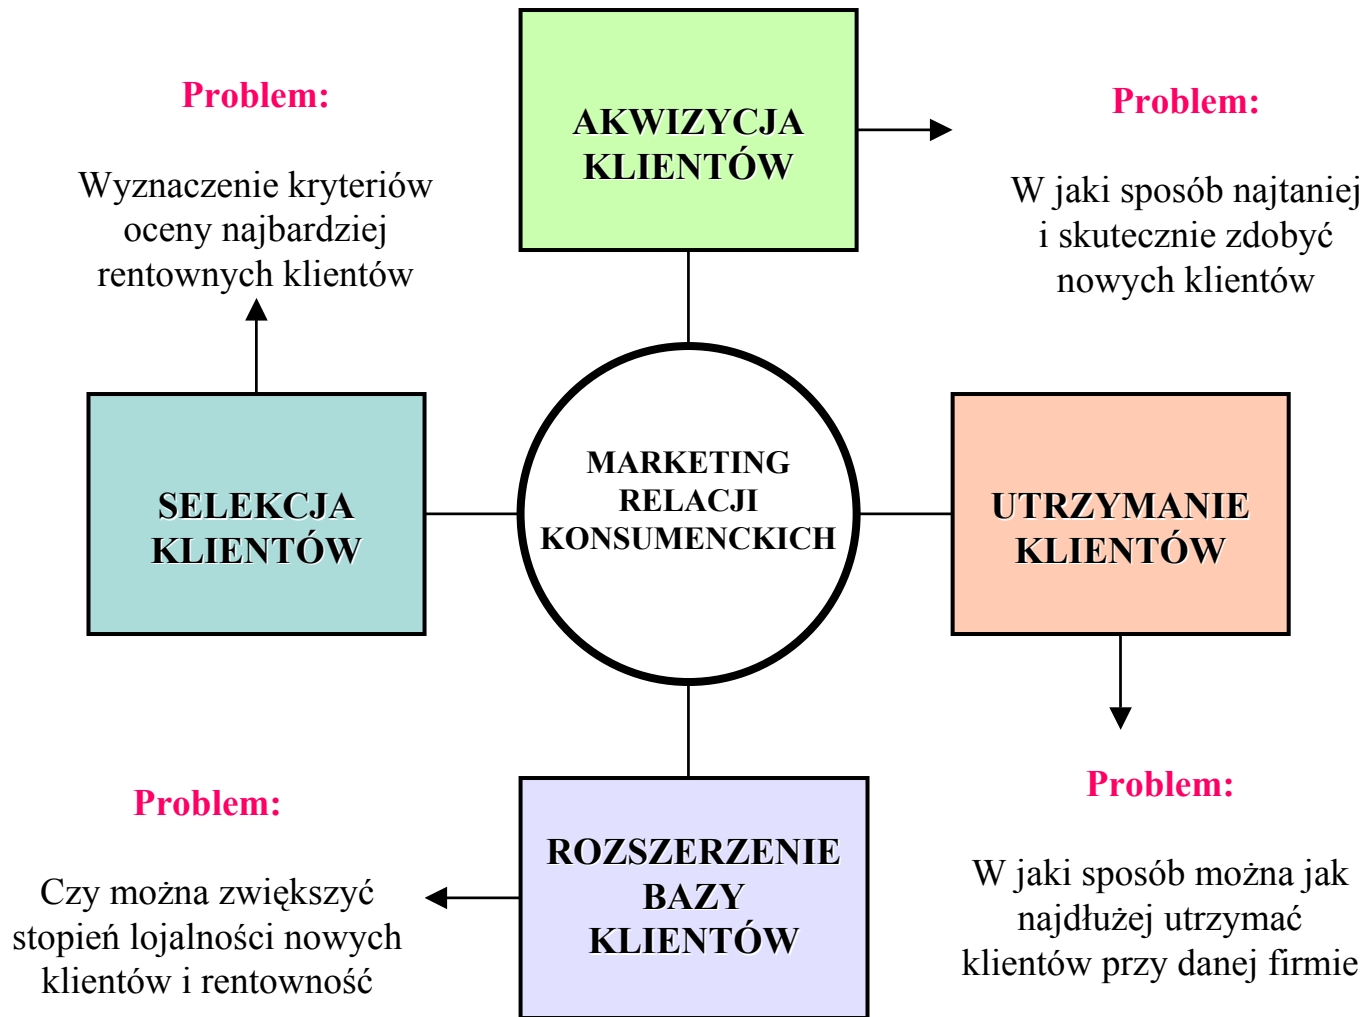 AKWIZYCJA
KLIENTÓW
Problem:
Wyznaczenie kryteriów
oceny najbardziej
rentownych klientów
Problem:
W jaki sposób najtaniej
i skutecznie zdobyć
nowych klientów
SELEKCJA
KLIENTÓW
MARKETING
RELACJI
KONSUMENCKICH
UTRZYMANIE
KLIENTÓW
Problem:
Czy można zwiększyć
stopień lojalności nowych
klientów i rentowność
ROZSZERZENIE
BAZY
KLIENTÓW
Problem:
W jaki sposób można jak
najdłużej utrzymać
klientów przy danej firmie